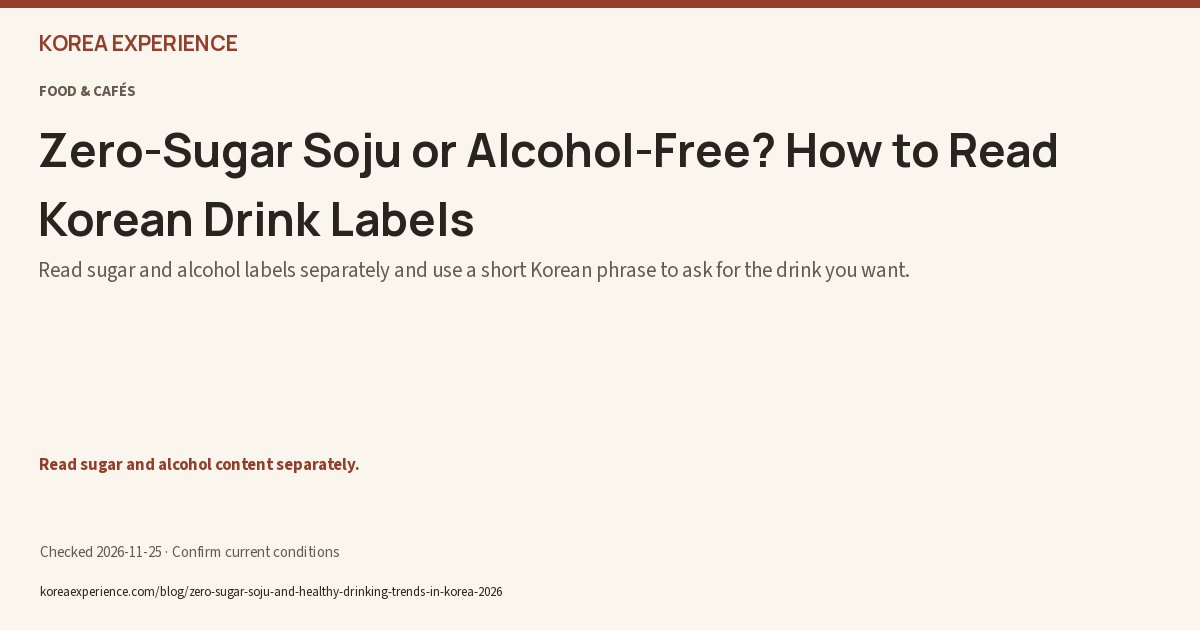 KOREA EXPERIENCE
FOOD & CAFÉS
Zero-Sugar Soju or Alcohol-Free? How to Read
Korean Drink Labels
Read sugar and alcohol labels separately and use a short Korean phrase to ask for the drink you want.
Read sugar and alcohol content separately.
Checked 2026-11-25 · Confirm current conditions
koreaexperience.com/blog/zero-sugar-soju-and-healthy-drinking-trends-in-korea-2026